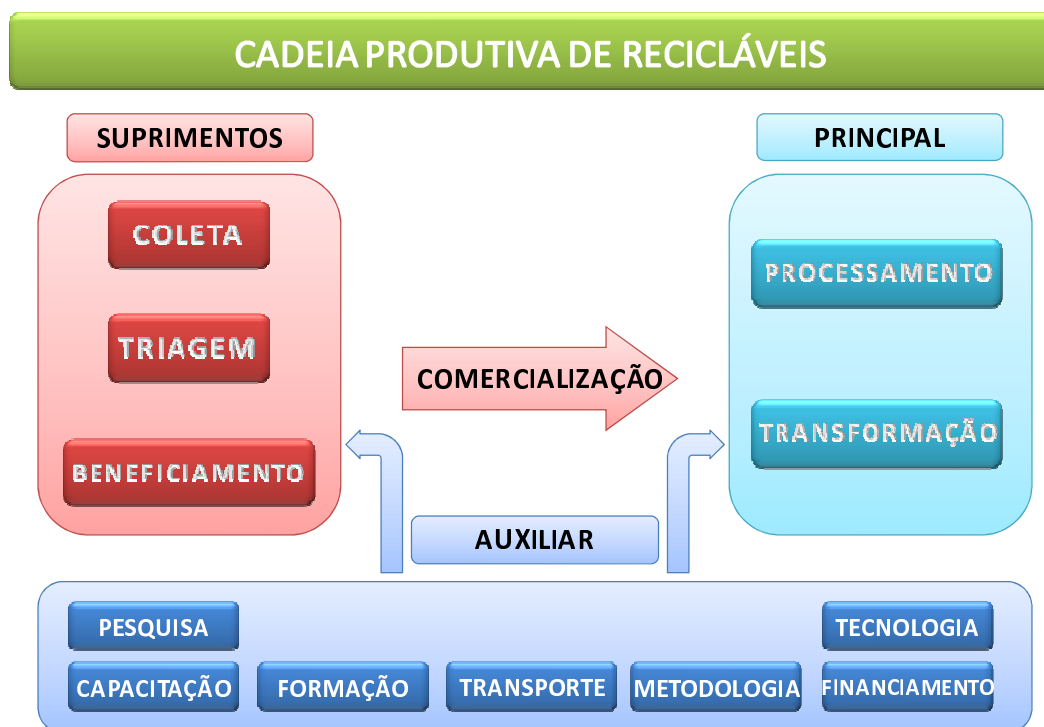 CADEIA PRODUTIVA DE RECICLÁVEIS
SUPRIMENTOS
PRINCIPAL
COLETA
TRIAGEM
BENEFICIAMENTO
COMERCIALIZAÇÃO
PROCESSAMENTO
TRANSFORMAÇÃO
AUXILIAR
PESQUISA
TECNOLOGIA
CAPACITAÇÃO
FORMAÇÃO
TRANSPORTE
METODOLOGIA
FINANCIAMENTO